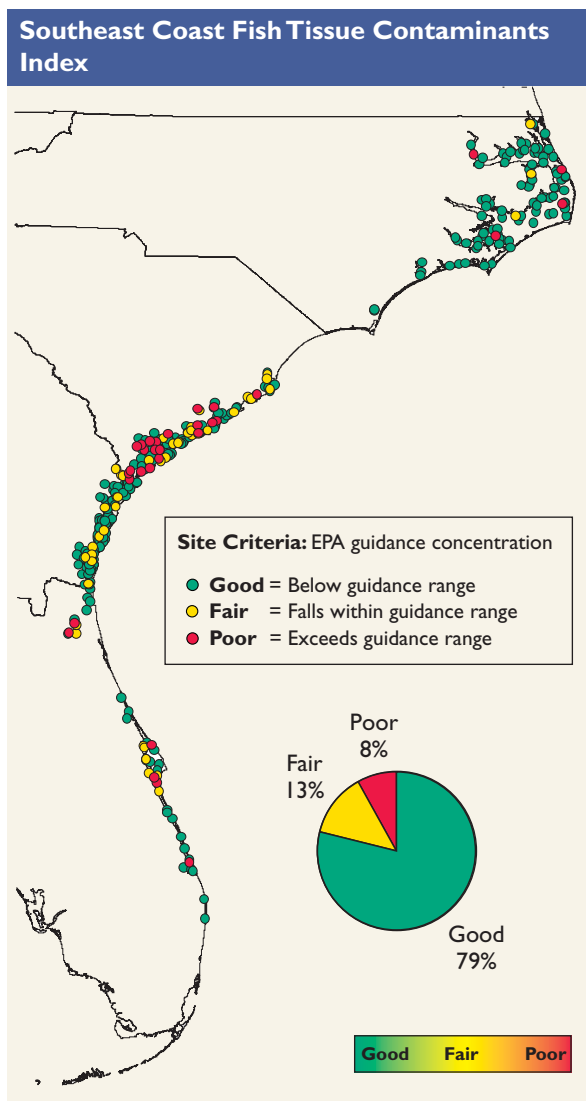 Southeast Coast Fish Tissue Contaminants
Index
Site Criteria: EPA guidance concentration
Good = Below guidance range
Fair = Falls within guidance range
Poor = Exceeds guidance range
Poor
8%
Fair
13%
Good
79%
Good Fair Poor